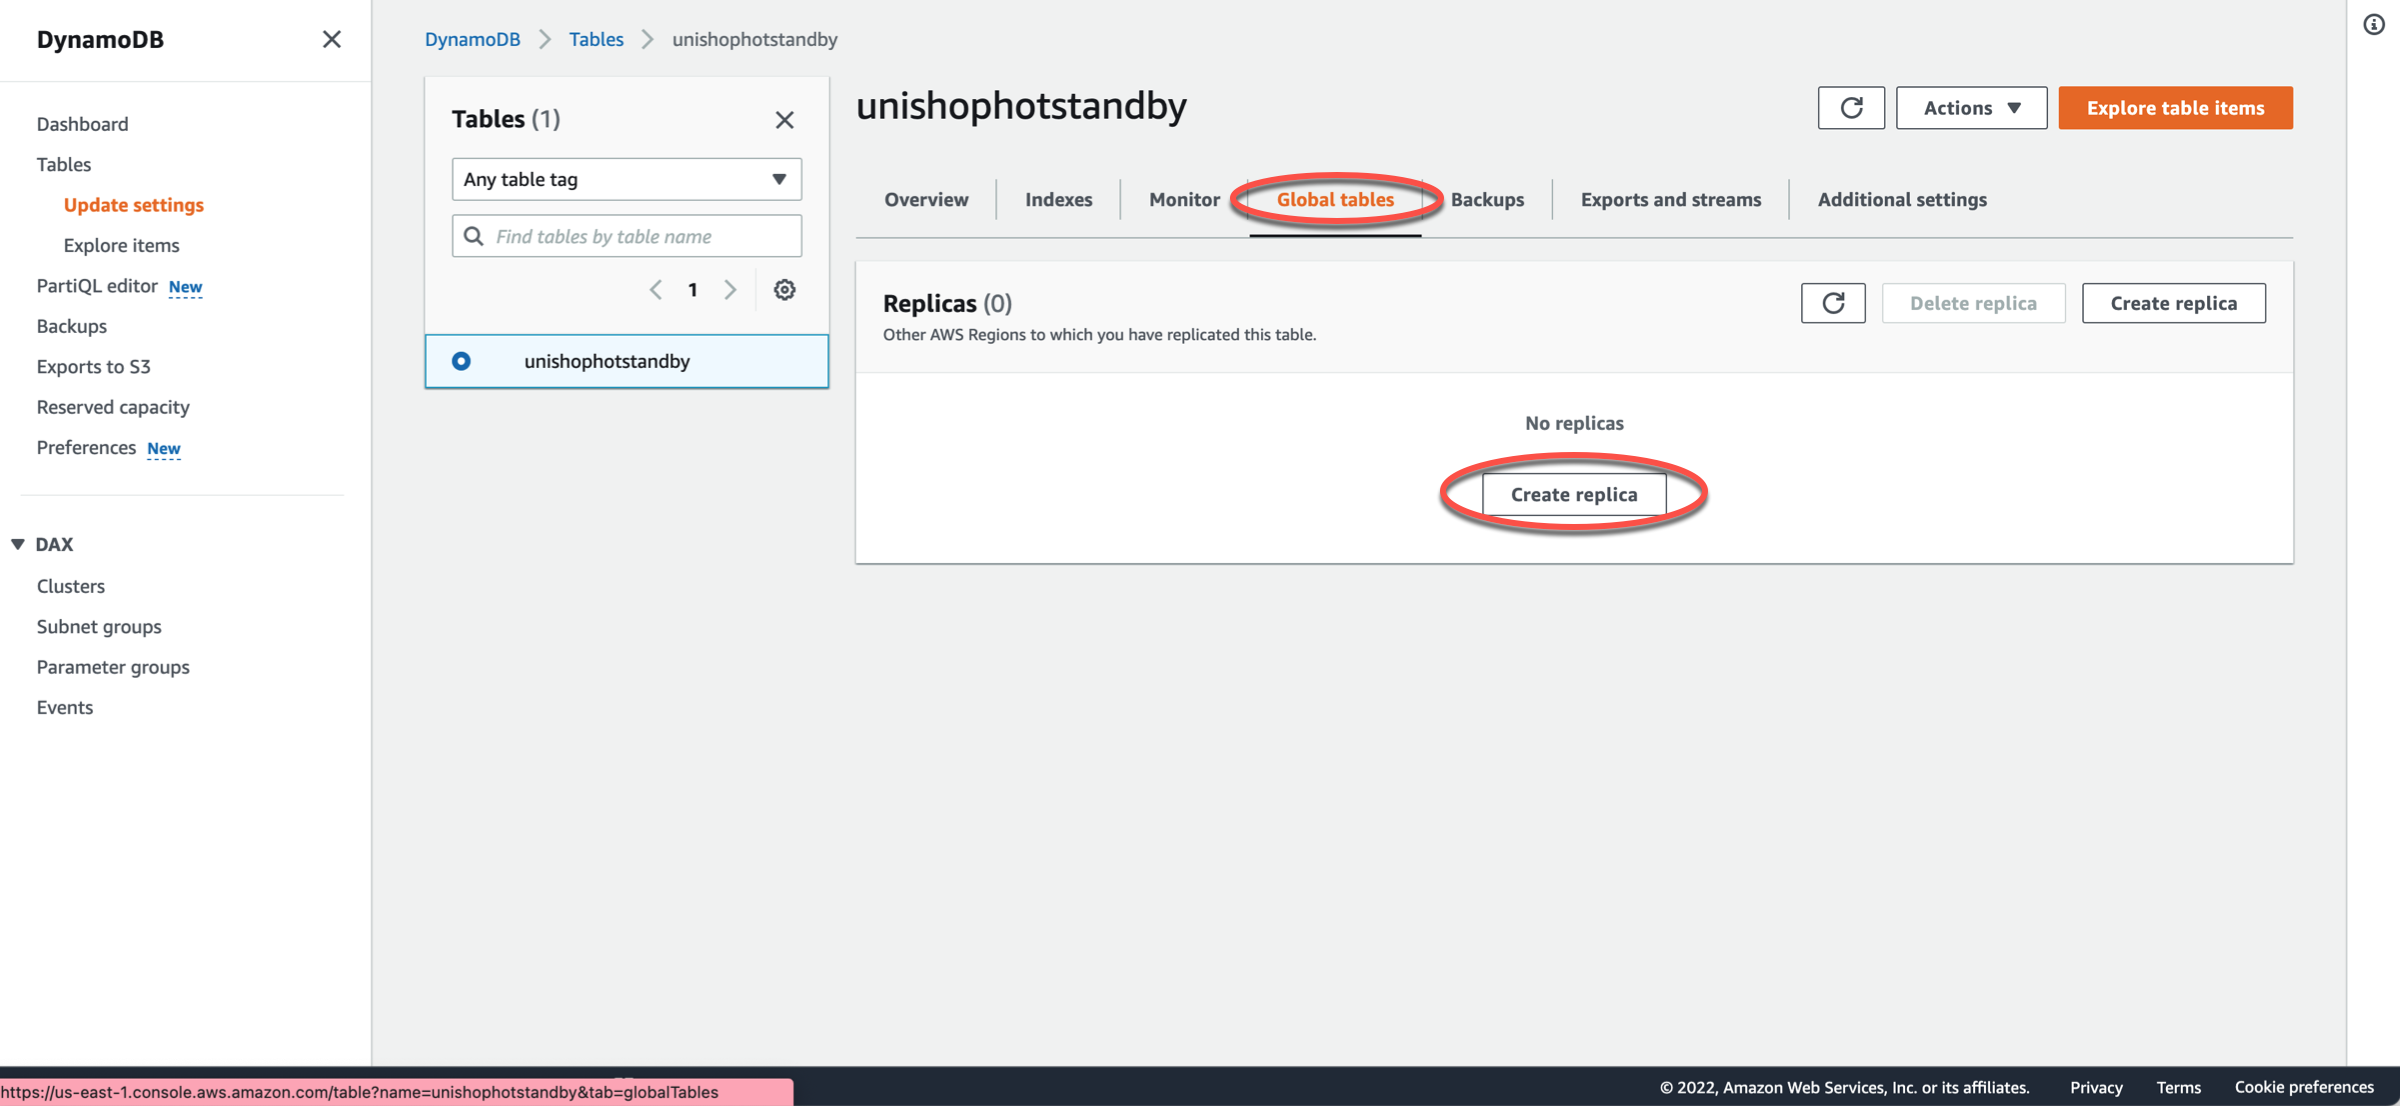 DynamoDB
Dashboard
Tables
Update settings
Explore items
PartiQL editor New
Backups
Exports to S3
Reserved capacity
Preferences New
DAX
Clusters
Subnet groups
Parameter groups
Events
DynamoDB Tables unishophotstandby
Tables (1)
Any table tag
Find tables by table name
1
unishophotstandby
unishophotstandby
Actions
Explore table items
Overview
Indexes
Monitor
Global tables
Backups
Exports and streams
Additional settings
Replicas (0)
Other AWS Regions to which you have replicated this table.
Delete replica
Create replica
No replicas
Create replica
https://us-east-1.console.aws.amazon.com/table?name=unishophotstandby&tab=globalTables
© 2022, Amazon Web Services, Inc. or its affiliates.
Privacy
Terms
Cookie preferences